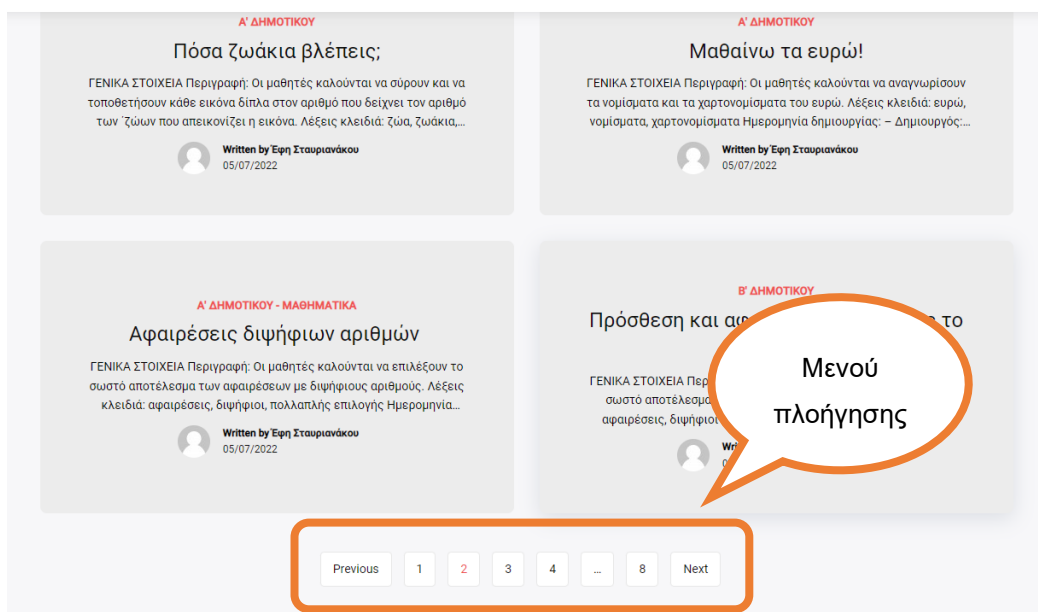 Α' ΔΗΜΟΤΙΚΟΥ
Πόσα ζωάκια βλέπεις;
ΓΕΝΙΚΑ ΣΤΟΙΧΕΙΑ Περιγραφή: Οι μαθητές καλούνται να σύρουν και να
τοποθετήσουν κάθε εικόνα δίπλα στον αριθμό που δείχνει τον αριθμό
των ΄ζώων που απεικονίζει η εικόνα. Λέξεις κλειδιά: ζώα, ζωάκια,...
Written by Έφη Σταυριανάκου
05/07/2022
Α' ΔΗΜΟΤΙΚΟΥ
Μαθαίνω τα ευρώ!
ΓΕΝΙΚΑ ΣΤΟΙΧΕΙΑ Περιγραφή: Οι μαθητές καλούνται να αναγνωρίσουν
τα νομίσματα και τα χαρτονομίσματα του ευρώ. Λέξεις κλειδιά: ευρώ,
νομίσματα, χαρτονομίσματα Ημερομηνία δημιουργίας: – Δημιουργός:...
Written by Έφη Σταυριανάκου
05/07/2022
Α' ΔΗΜΟΤΙΚΟΥ - ΜΑΘΗΜΑΤΙΚΑ
Αφαιρέσεις διψήφιων αριθμών
ΓΕΝΙΚΑ ΣΤΟΙΧΕΙΑ Περιγραφή: Οι μαθητές καλούνται να επιλέξουν το
σωστό αποτέλεσμα των αφαιρέσεων με διψήφιους αριθμούς. Λέξεις
κλειδιά: αφαιρέσεις, διψήφιοι, πολλαπλής επιλογής Ημερομηνία...
Written by Έφη Σταυριανάκου
05/07/2022
Β' ΔΗΜΟΤΙΚΟΥ
Πρόσθεση και το
ΓΕΝΙΚΑ ΣΤΟΙΧΕΙΑ
σωστό αποτέλεσμα
αφαιρέσεις,
Μενού
πλοήγησης
Previous 1 2 3 4 ... 8 Next